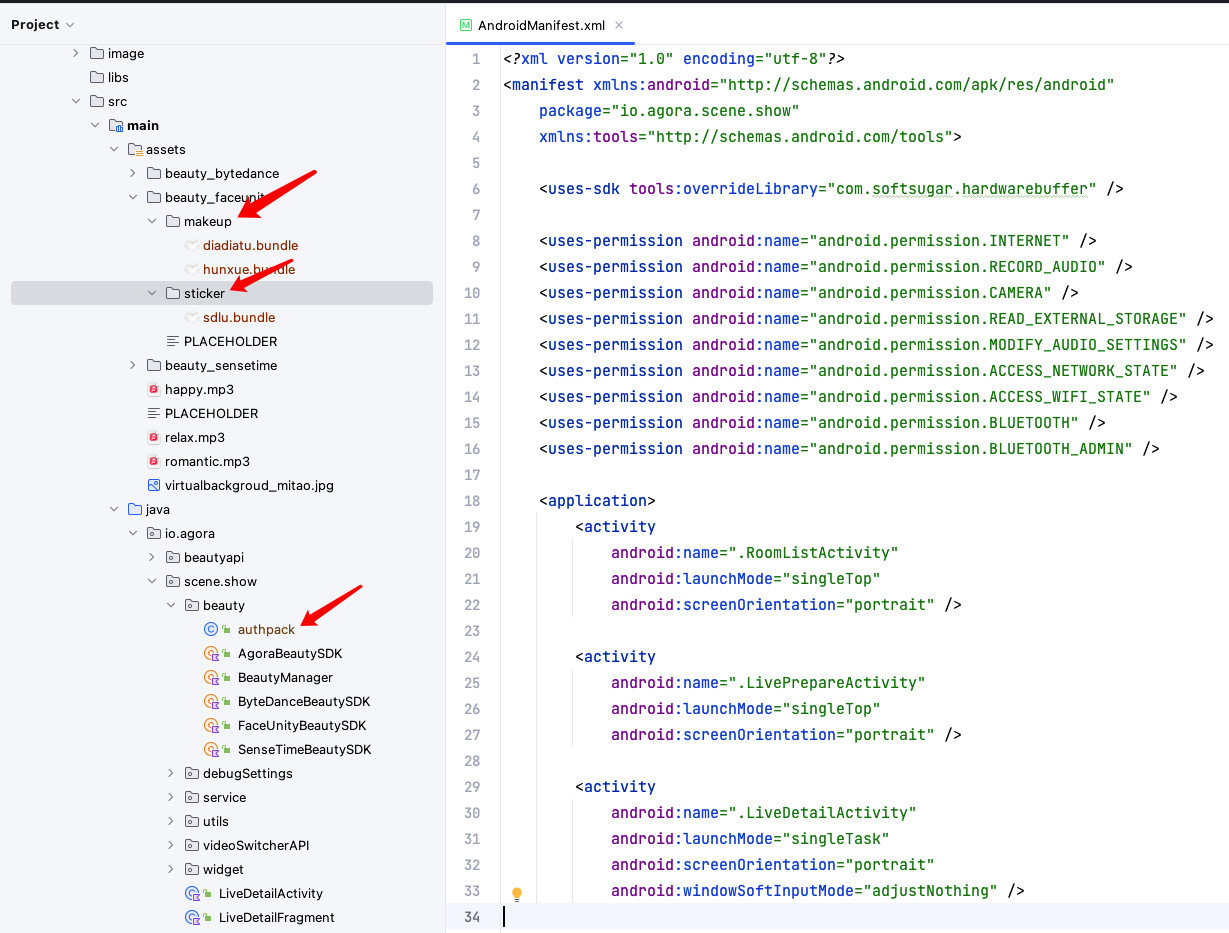 Project
image
libs
src
main
assets
beauty_bytedance
beauty_faceunit
makeup
diadiatu.bundle
hunxue.bundle
sticker
sdlu.bundle
PLACEHOLDER
beauty_sensetime
happy.mp3
PLACEHOLDER
relax.mp3
romantic.mp3
virtualbackgroud_mitao.jpg
java
io.agora
beautyapi
scene.show
beauty
authpack
AgoraBeautySDK
BeautyManager
ByteDanceBeautySDK
FaceUnityBeautySDK
SenseTimeBeautySDK
debugSettings
service
utils
videoSwitcherAPI
widget
LiveDetailActivity
LiveDetailFragment
AndroidManifest.xml
1 <?xml version="1.0" encoding="utf-8"?>
2 <manifest xmlns:android="http://schemas.android.com/apk/res/android"
3 package="io.agora.scene.show"
4 xmlns:tools="http://schemas.android.com/tools">
5
6 <uses-sdk tools:overrideLibrary="com.softsugar.hardwarebuffer" />
7
8 <uses-permission android:name="android.permission.INTERNET" />
9 <uses-permission android:name="android.permission.RECORD_AUDIO" />
10 <uses-permission android:name="android.permission.CAMERA" />
11 <uses-permission android:name="android.permission.READ_EXTERNAL_STORAGE" />
12 <uses-permission android:name="android.permission.MODIFY_AUDIO_SETTINGS" />
13 <uses-permission android:name="android.permission.ACCESS_NETWORK_STATE" />
14 <uses-permission android:name="android.permission.ACCESS_WIFI_STATE" />
15 <uses-permission android:name="android.permission.BLUETOOTH" />
16 <uses-permission android:name="android.permission.BLUETOOTH_ADMIN" />
17
18 <application>
19 <activity
20 android:name=".RoomListActivity"
21 android:launchMode="singleTop"
22 android:screenOrientation="portrait" />
23
24 <activity
25 android:name=".LivePrepareActivity"
26 android:launchMode="singleTop"
27 android:screenOrientation="portrait" />
28
29 <activity
30 android:name=".LiveDetailActivity"
31 android:launchMode="singleTask"
32 android:screenOrientation="portrait"
33 android:windowSoftInputMode="adjustNothing" />
34